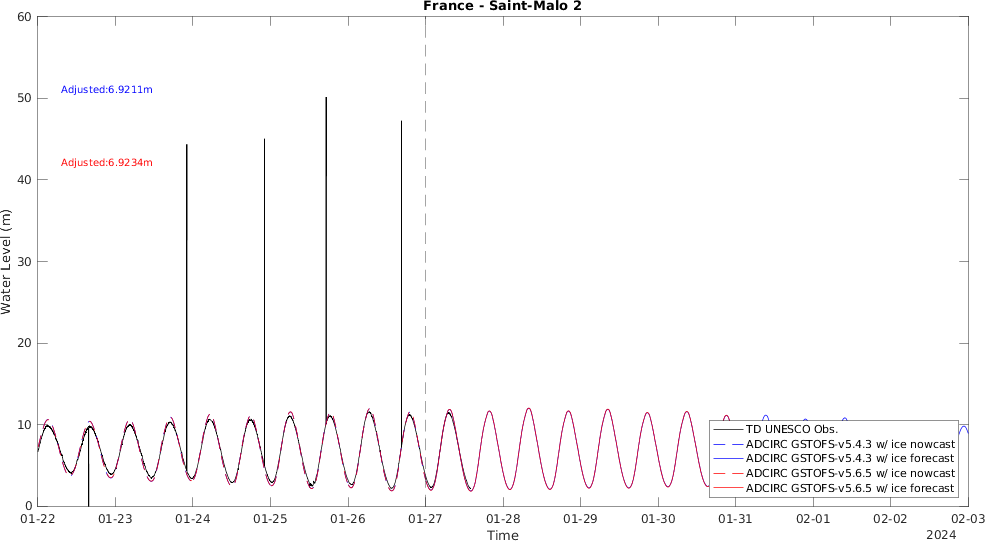 France - Saint-Malo 2
60
50
40
30
20
10
0
Water Level (m)
Adjusted:6.9211m
Adjusted:6.9234m
TD UNESCO Obs.
ADCIRC GSTOFS-v5.4.3 w/ ice nowcast
ADCIRC GSTOFS-v5.4.3 w/ ice forecast
ADCIRC GSTOFS-v5.6.5 w/ ice nowcast
ADCIRC GSTOFS-v5.6.5 w/ ice forecast
01-22 01-23 01-24 01-25 01-26 01-27 01-28 01-29 01-30 01-31 02-01 02-02 02-03
Time
2024